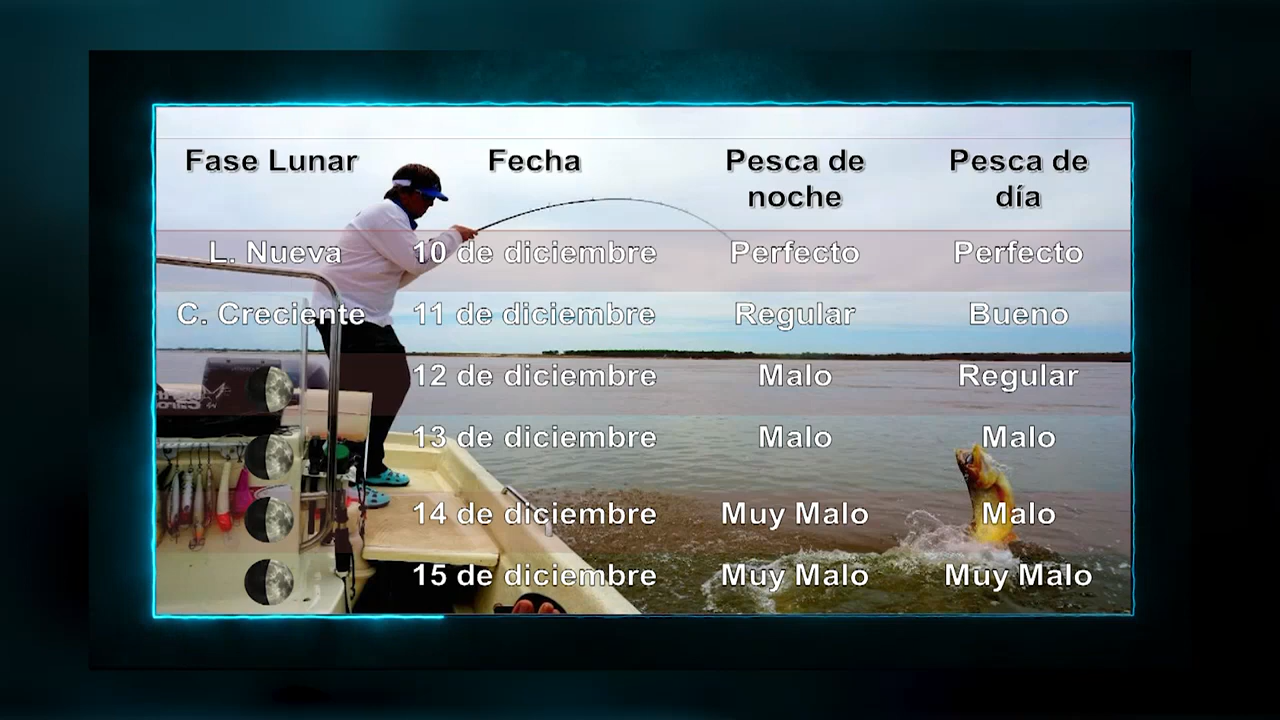 Fase Lunar Fecha Pesca de noche Pesca de día
L. Nueva 10 de diciembre Perfecto Perfecto
C. Creciente 11 de diciembre Regular Bueno
12 de diciembre Malo Regular
13 de diciembre Malo Malo
14 de diciembre Muy Malo Malo
15 de diciembre Muy Malo Muy Malo